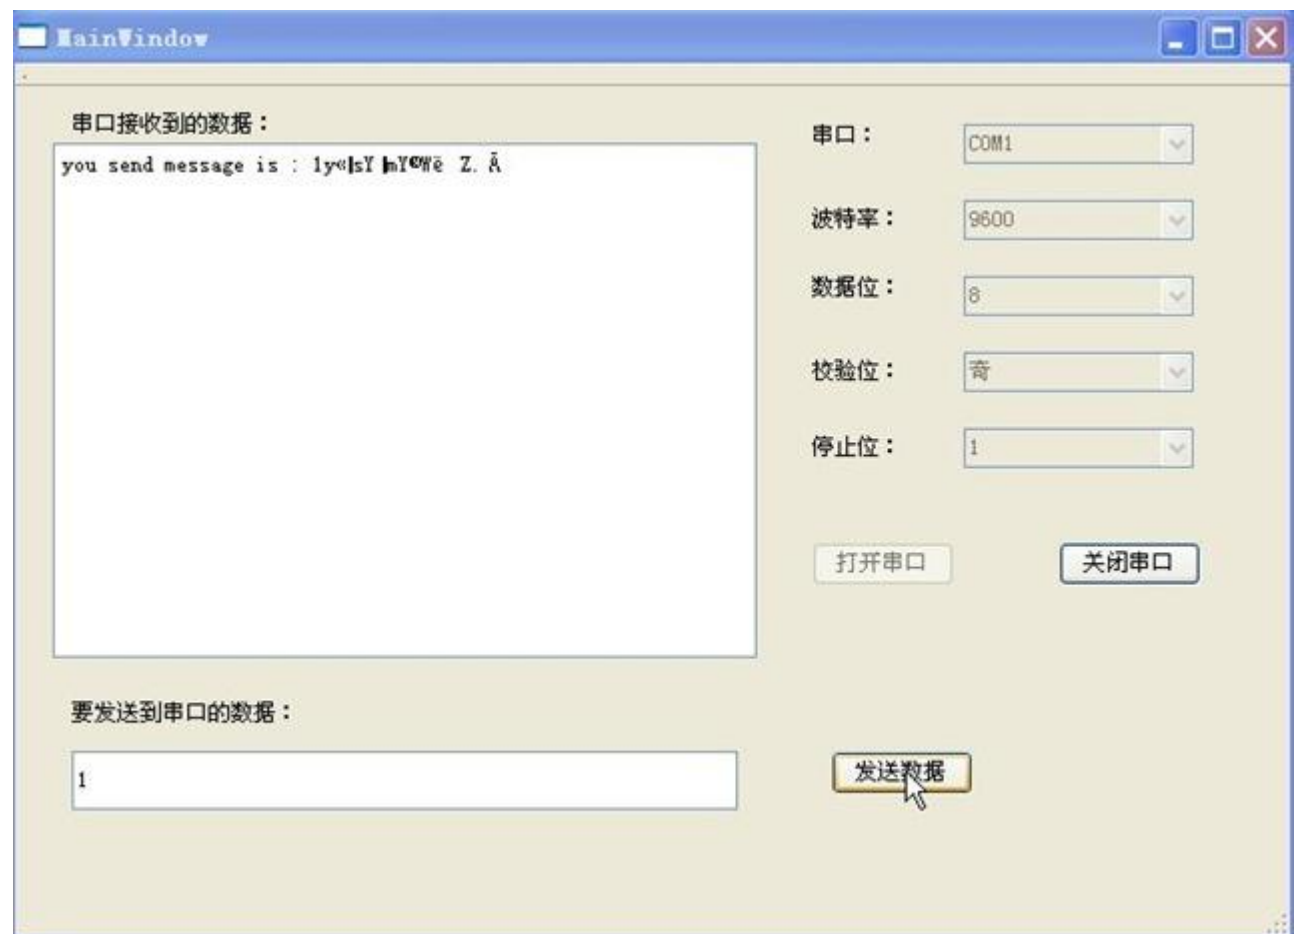 MainWindow
串口接收到的数据：
you send message is : 1y
串口：
COM1
波特率：
9600
数据位：
8
校验位：
奇
停止位：
1
打开串口
关闭串口
要发送到串口的数据：
1
发送数据